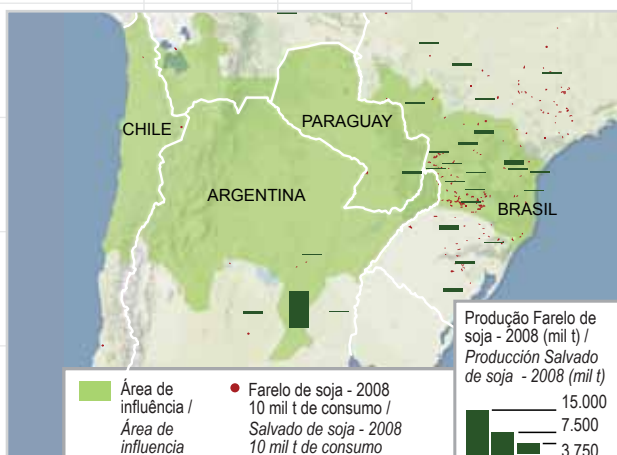 CHILE
PARAGUAY
ARGENTINA
BRASIL
Área de
influência /
Área de
influencia
Farelo de soja - 2008
10 mil t de consumo /
Salvado de soja - 2008
10 mil t de consumo
Produção Farelo de
soja - 2008 (mil t) /
Producción Salvado
de soja - 2008 (mil t)
15.000
7.500
3.750